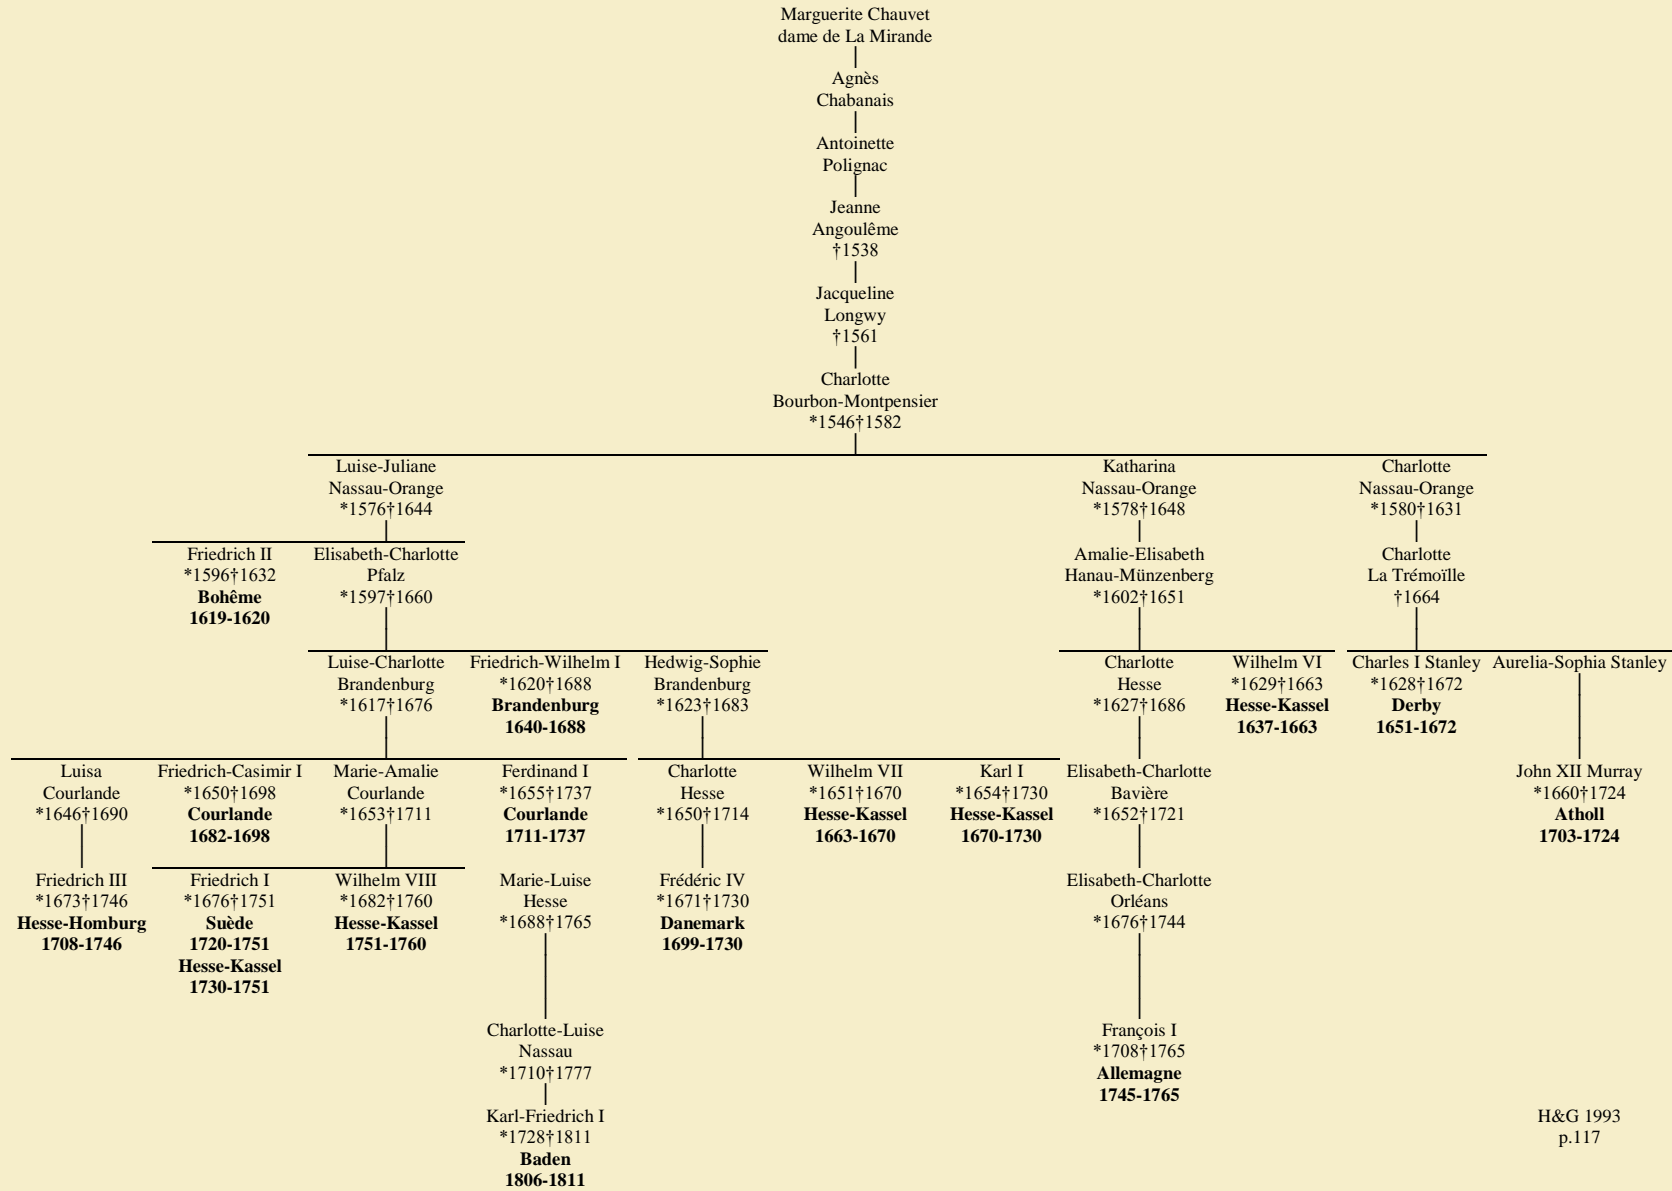 Marguerite Chauvet
dame de La Mirande
Agnès
Chabanais
Antoinette
Polignac
Jeanne
Angoulême
†1538
Jacqueline
Longwy
†1561
Charlotte
Bourbon-Montpensier
*1546†1582
Luise-Juliane
Nassau-Orange
*1576†1644
Katharina
Nassau-Orange
*1578†1648
Charlotte
Nassau-Orange
*1580†1631
Friedrich II
*1596†1632
Bohême
1619-1620
Elisabeth-Charlotte
Pfalz
*1597†1660
Amalie-Elisabeth
Hanau-Münzenberg
*1602†1651
Charlotte
La Trémoïlle
†1664
Luise-Charlotte
Brandenburg
*1617†1676
Friedrich-Wilhelm I
*1620†1688
Brandenburg
1640-1688
Hedwig-Sophie
Brandenburg
*1623†1683
Charlotte
Hesse
*1627†1686
Wilhelm VI
*1629†1663
Hesse-Kassel
1637-1663
Charles I Stanley
*1628†1672
Derby
1651-1672
Aurelia-Sophia Stanley
Luisa
Courlande
*1646†1690
Friedrich-Casimir I
*1650†1698
Courlande
1682-1698
Marie-Amalie
Courlande
*1653†1711
Ferdinand I
*1655†1737
Courlande
1711-1737
Charlotte
Hesse
*1650†1714
Wilhelm VII
*1651†1670
Hesse-Kassel
1663-1670
Karl I
*1654†1730
Hesse-Kassel
1670-1730
Elisabeth-Charlotte
Bavière
*1652†1721
John XII Murray
*1660†1724
Atholl
1703-1724
Friedrich III
*1673†1746
Hesse-Homburg
1708-1746
Friedrich I
*1676†1751
Suède
1720-1751
Hesse-Kassel
1730-1751
Wilhelm VIII
*1682†1760
Hesse-Kassel
1751-1760
Marie-Luise
Hesse
*1688†1765
Frédéric IV
*1671†1730
Danemark
1699-1730
Elisabeth-Charlotte
Orléans
*1676†1744
Charlotte-Luise
Nassau
*1710†1777
François I
*1708†1765
Allemagne
1745-1765
Karl-Friedrich I
*1728†1811
Baden
1806-1811
H&G 1993
p.117